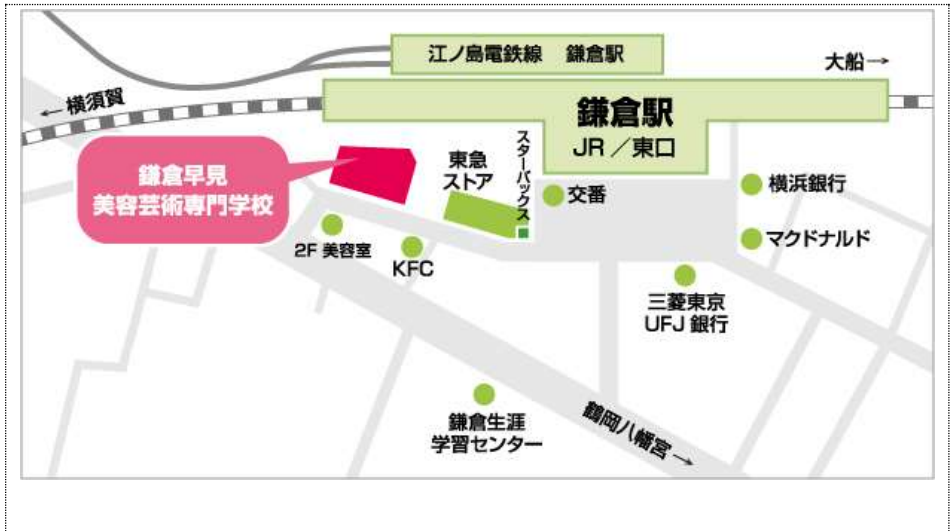 江ノ島電鉄線 鎌倉駅
大船→
←横須賀
鎌倉駅
JR／東口
鎌倉早見
美容芸術専門学校
東急
ストア
スターバックス
交番
横浜銀行
マクドナルド
2F 美容室
KFC
三菱東京
UFJ 銀行
鎌倉生涯
学習センター
鶴岡八幡宮→